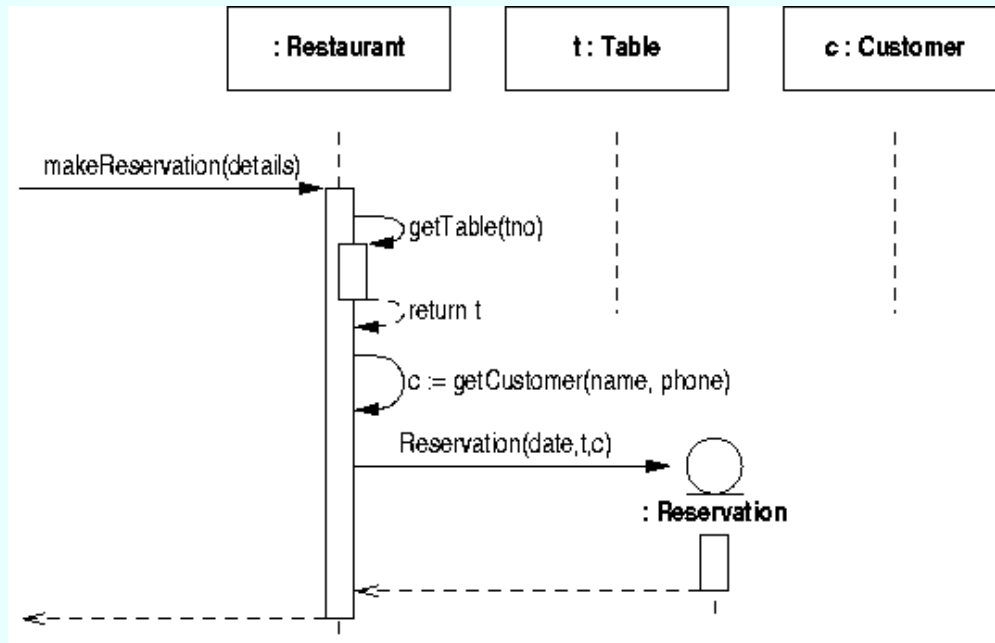 : Restaurant
t : Table
c : Customer
makeReservation(details)
getTable(tno)
return t
c := getCustomer(name, phone)
Reservation(date,t,c)
: Reservation